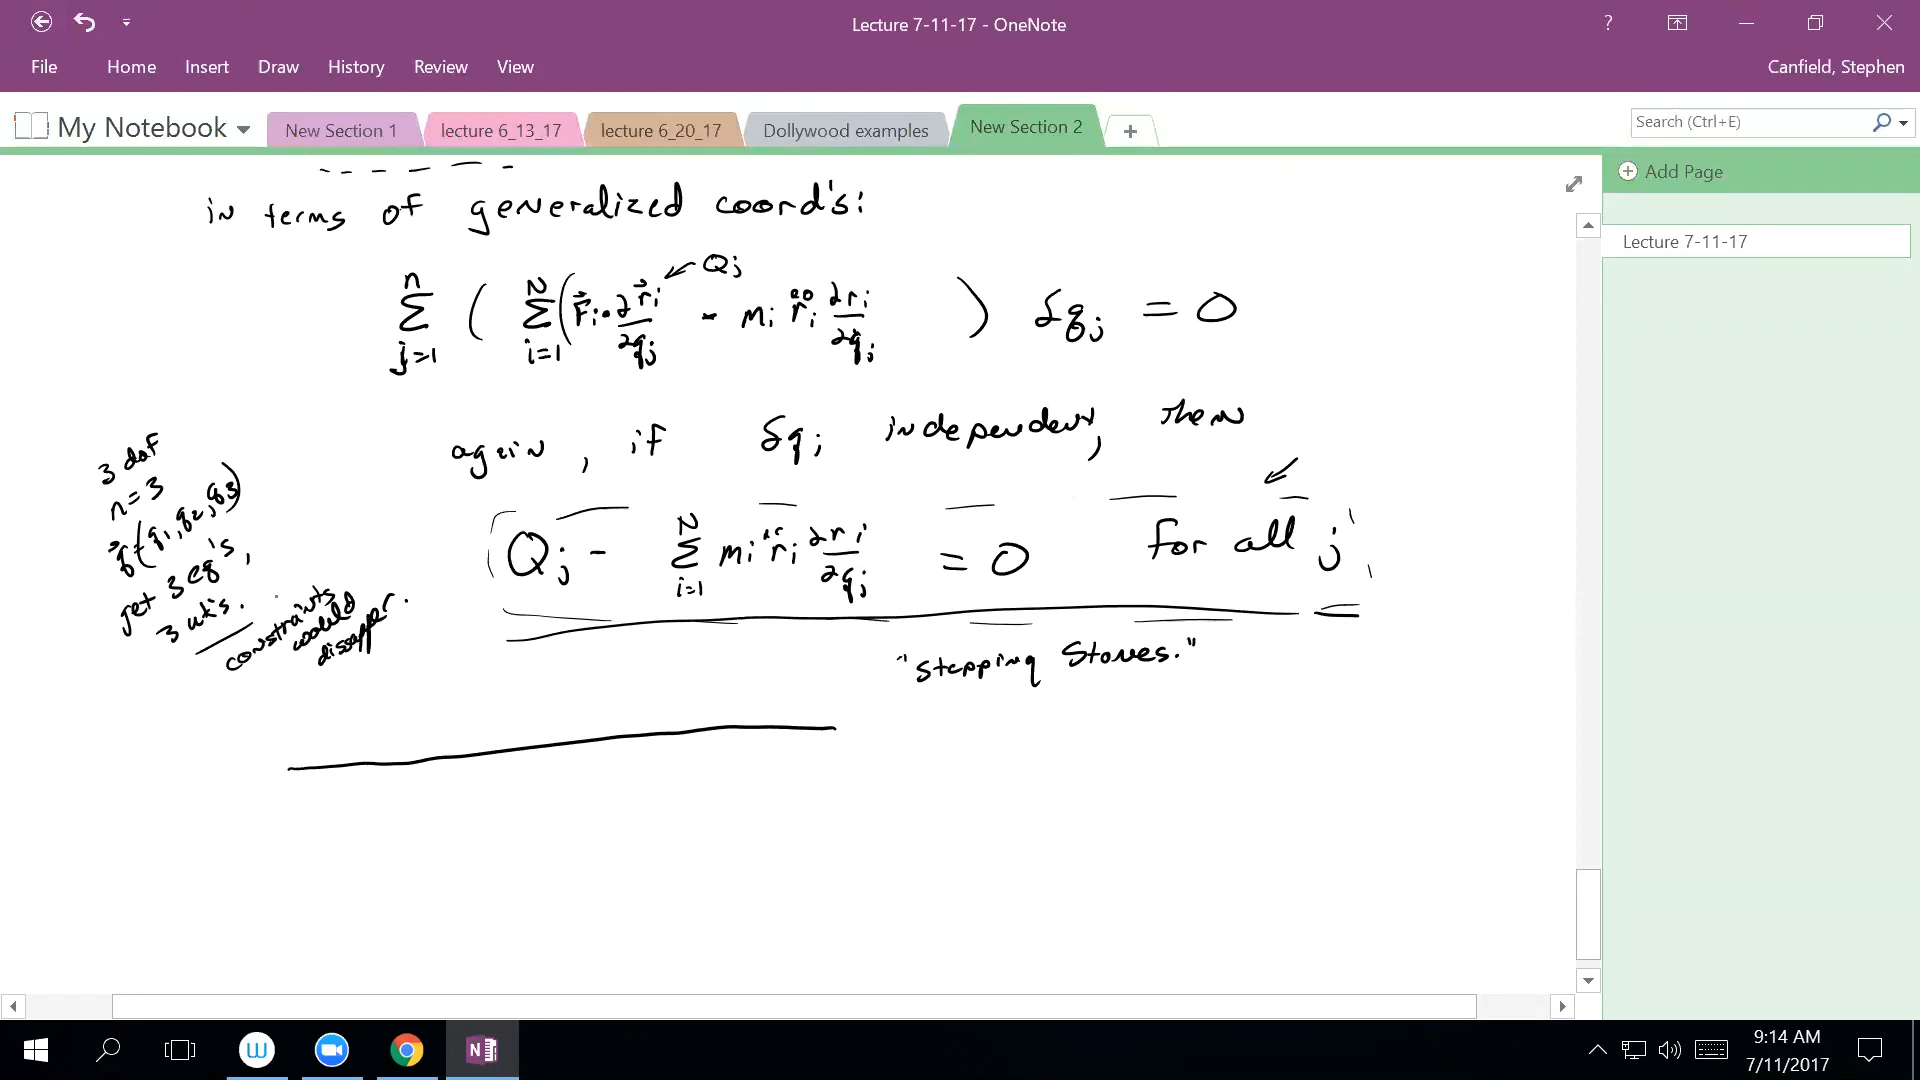 Lecture 7-11-17 - OneNote
?
File Home Insert Draw History Review View
Canfield, Stephen
My Notebook
New Section 1
lecture 6_13_17
lecture 6_20_17
Dollywood examples
New Section 2
+
Search (Ctrl+E)
Add Page
Lecture 7-11-17
in terms of generalized coord's:
∑_{j=1}^{n} ( ∑_{i=1}^{N} ( F⃗i · ∂r⃗i/∂qj - mi r̈i ∂ri/∂qj ) δqj = 0
← Qj
again, if δqj independent, then
Qj - ∑_{i=1}^{N} mi r̈i ∂ri/∂qj = 0 for all j
"Stepping Stones."
3 dof
n = 3
q⃗ = (q1, q2, q3)
get 3 eq's,
3 unk's.
constraints
would
disappear.
9:14 AM
7/11/2017